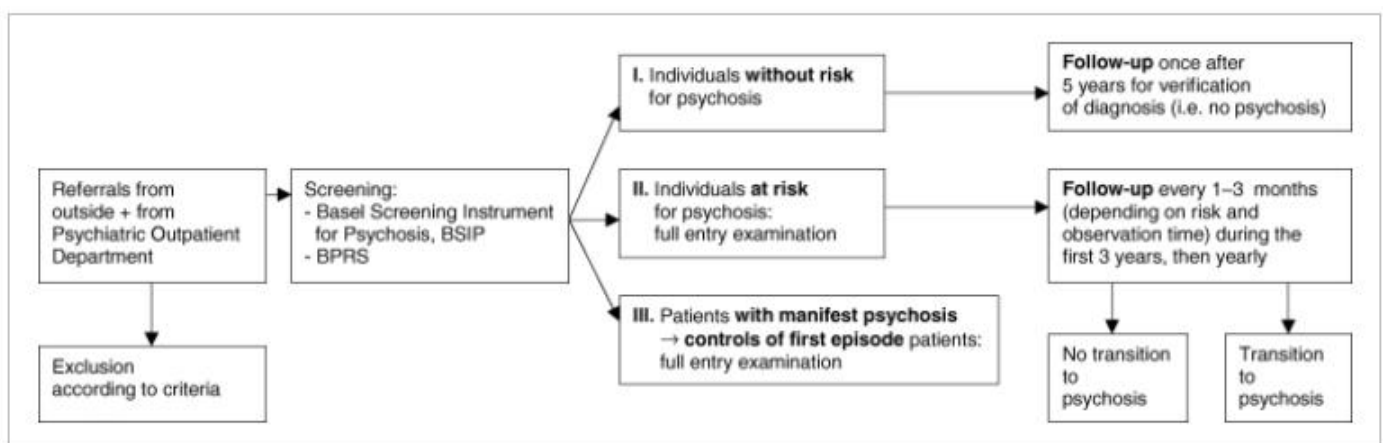 Referrals from
outside + from
Psychiatric Outpatient
Department
Exclusion
according to criteria
Screening:
- Basel Screening Instrument
for Psychosis, BSIP
- BPRS
I. Individuals without risk
for psychosis
II. Individuals at risk
for psychosis:
full entry examination
III. Patients with manifest psychosis
→ controls of first episode patients:
full entry examination
Follow-up once after
5 years for verification
of diagnosis (i.e. no psychosis)
Follow-up every 1–3 months
(depending on risk and
observation time) during the
first 3 years, then yearly
No transition
to
psychosis
Transition
to
psychosis